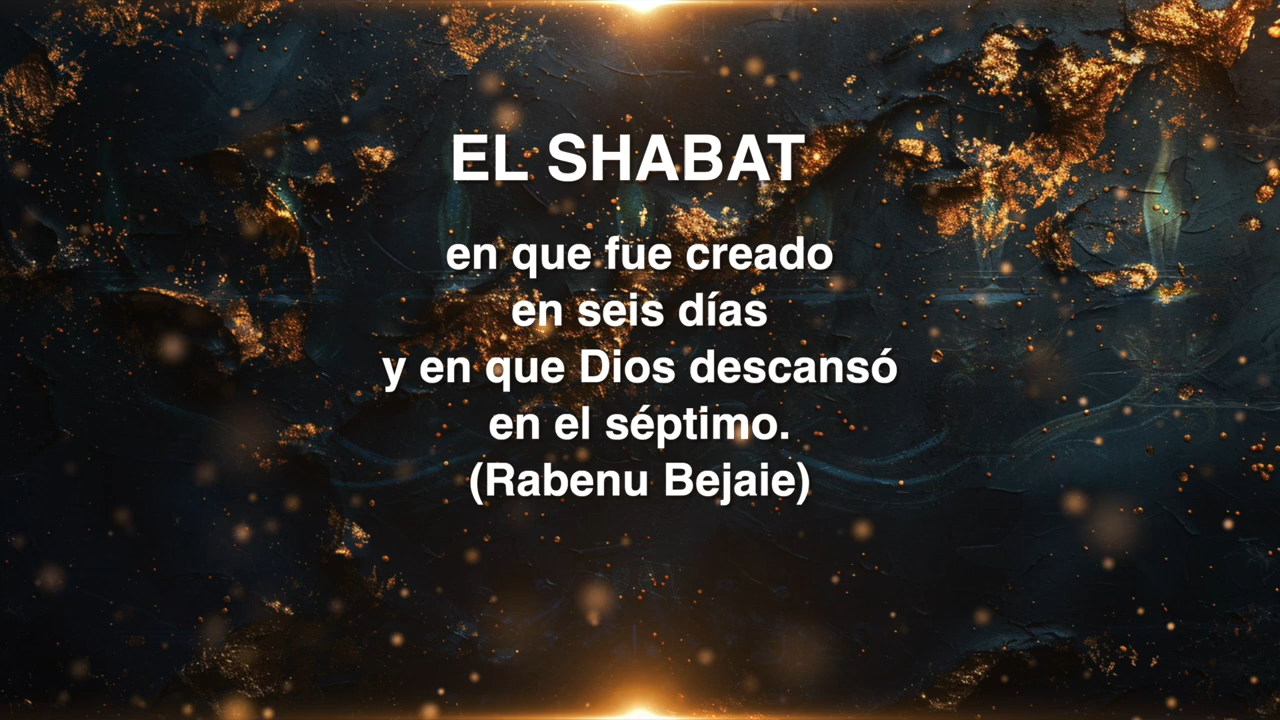 EL SHABAT
en que fue creado
en seis días
y en que Dios descansó
en el séptimo.
(Rabenu Bejaie)